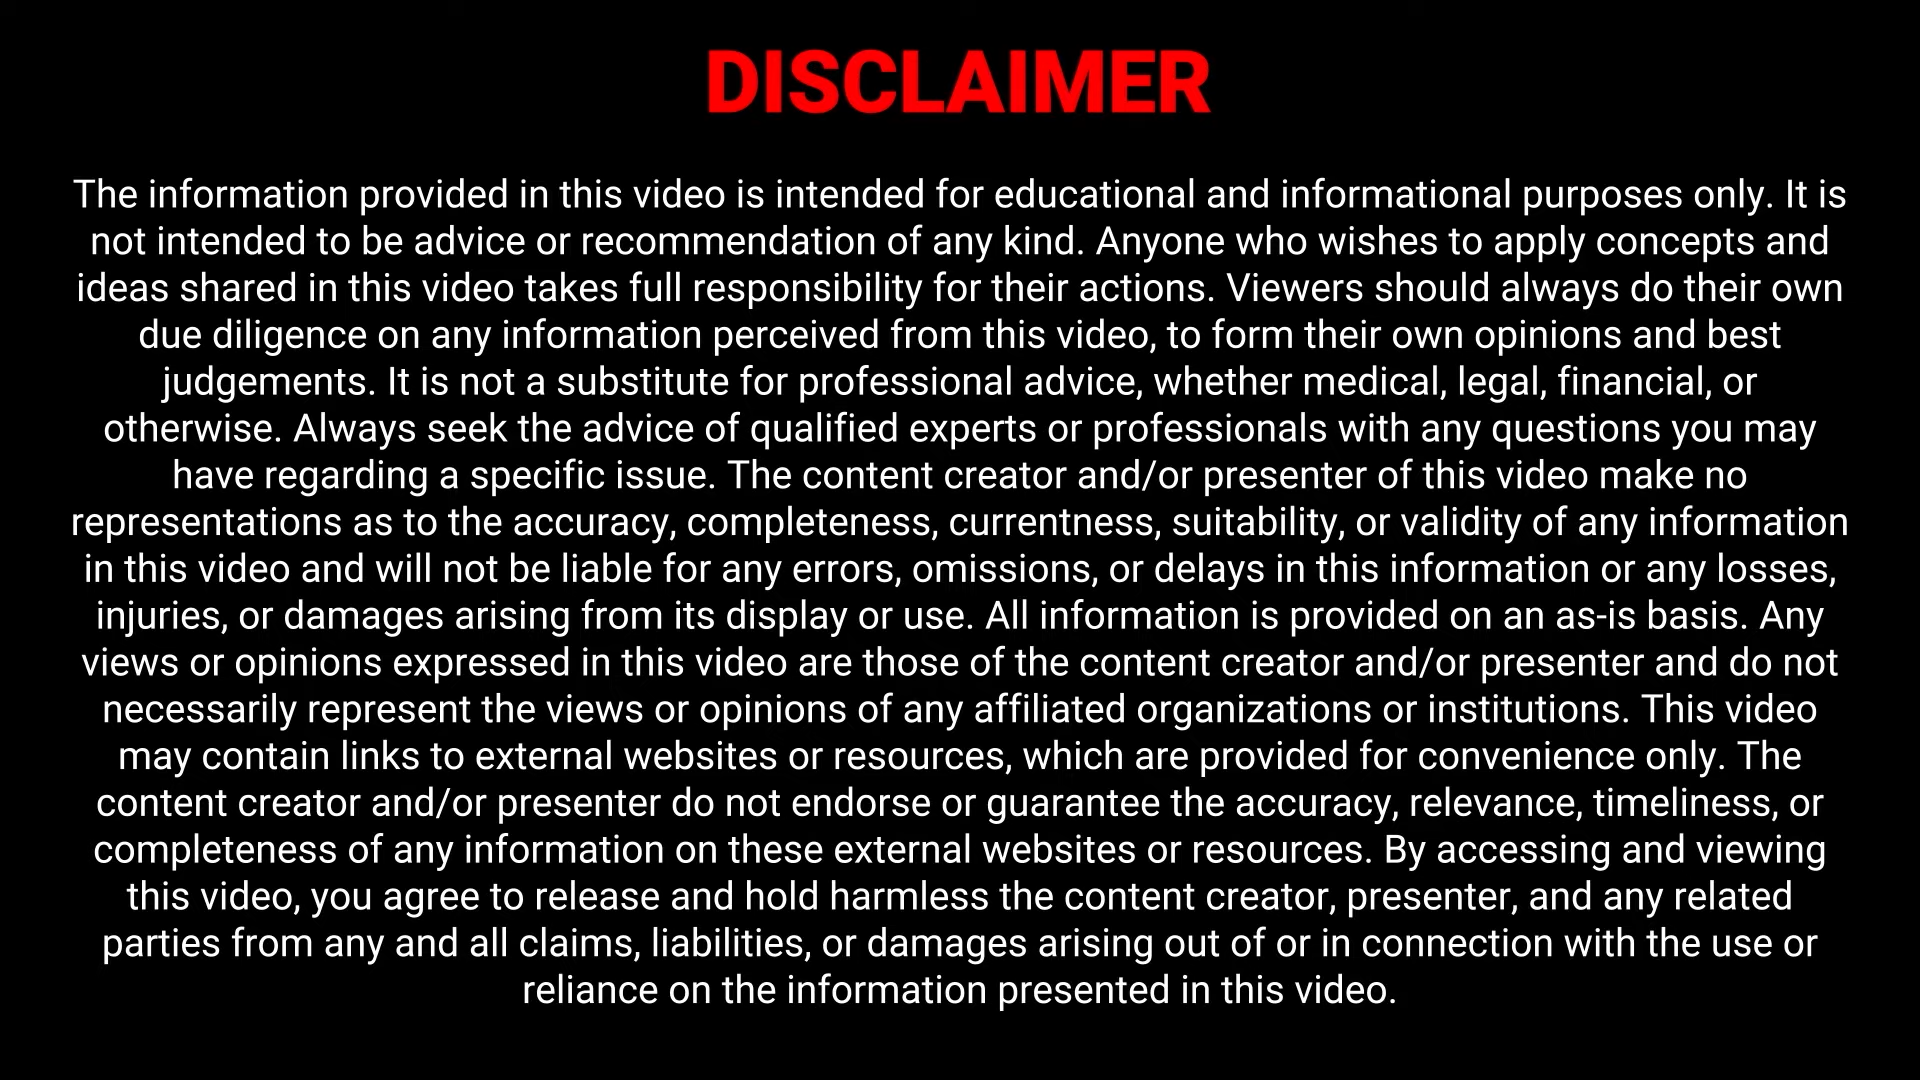 DISCLAIMER
The information provided in this video is intended for educational and informational purposes only. It is
not intended to be advice or recommendation of any kind. Anyone who wishes to apply concepts and
ideas shared in this video takes full responsibility for their actions. Viewers should always do their own
due diligence on any information perceived from this video, to form their own opinions and best
judgements. It is not a substitute for professional advice, whether medical, legal, financial, or
otherwise. Always seek the advice of qualified experts or professionals with any questions you may
have regarding a specific issue. The content creator and/or presenter of this video make no
representations as to the accuracy, completeness, currentness, suitability, or validity of any information
in this video and will not be liable for any errors, omissions, or delays in this information or any losses,
injuries, or damages arising from its display or use. All information is provided on an as-is basis. Any
views or opinions expressed in this video are those of the content creator and/or presenter and do not
necessarily represent the views or opinions of any affiliated organizations or institutions. This video
may contain links to external websites or resources, which are provided for convenience only. The
content creator and/or presenter do not endorse or guarantee the accuracy, relevance, timeliness, or
completeness of any information on these external websites or resources. By accessing and viewing
this video, you agree to release and hold harmless the content creator, presenter, and any related
parties from any and all claims, liabilities, or damages arising out of or in connection with the use or
reliance on the information presented in this video.